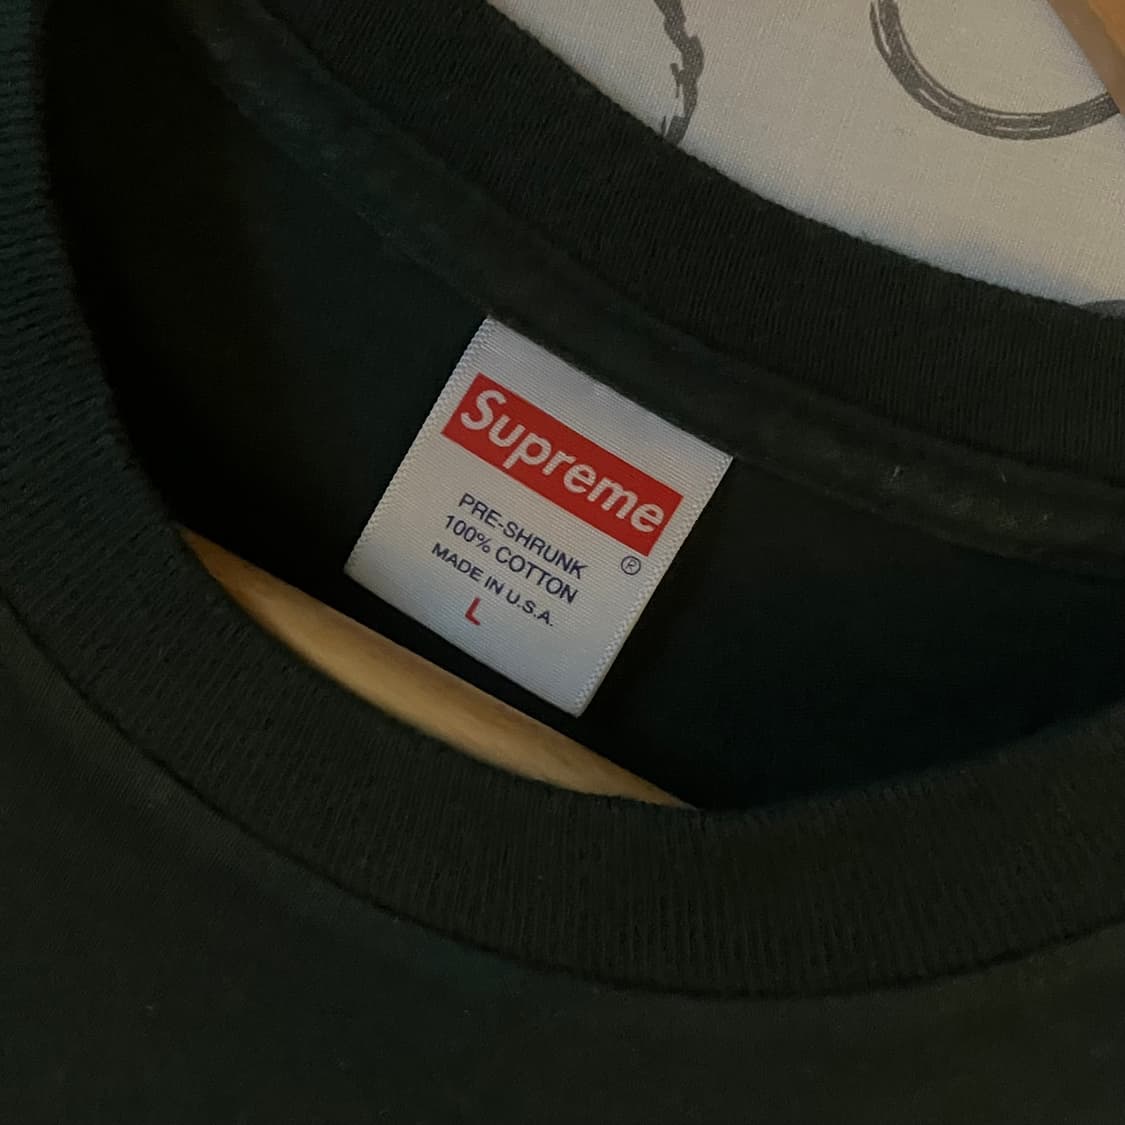 Supreme
®
PRE-SHRUNK
100% COTTON
MADE IN U.S.A.
L